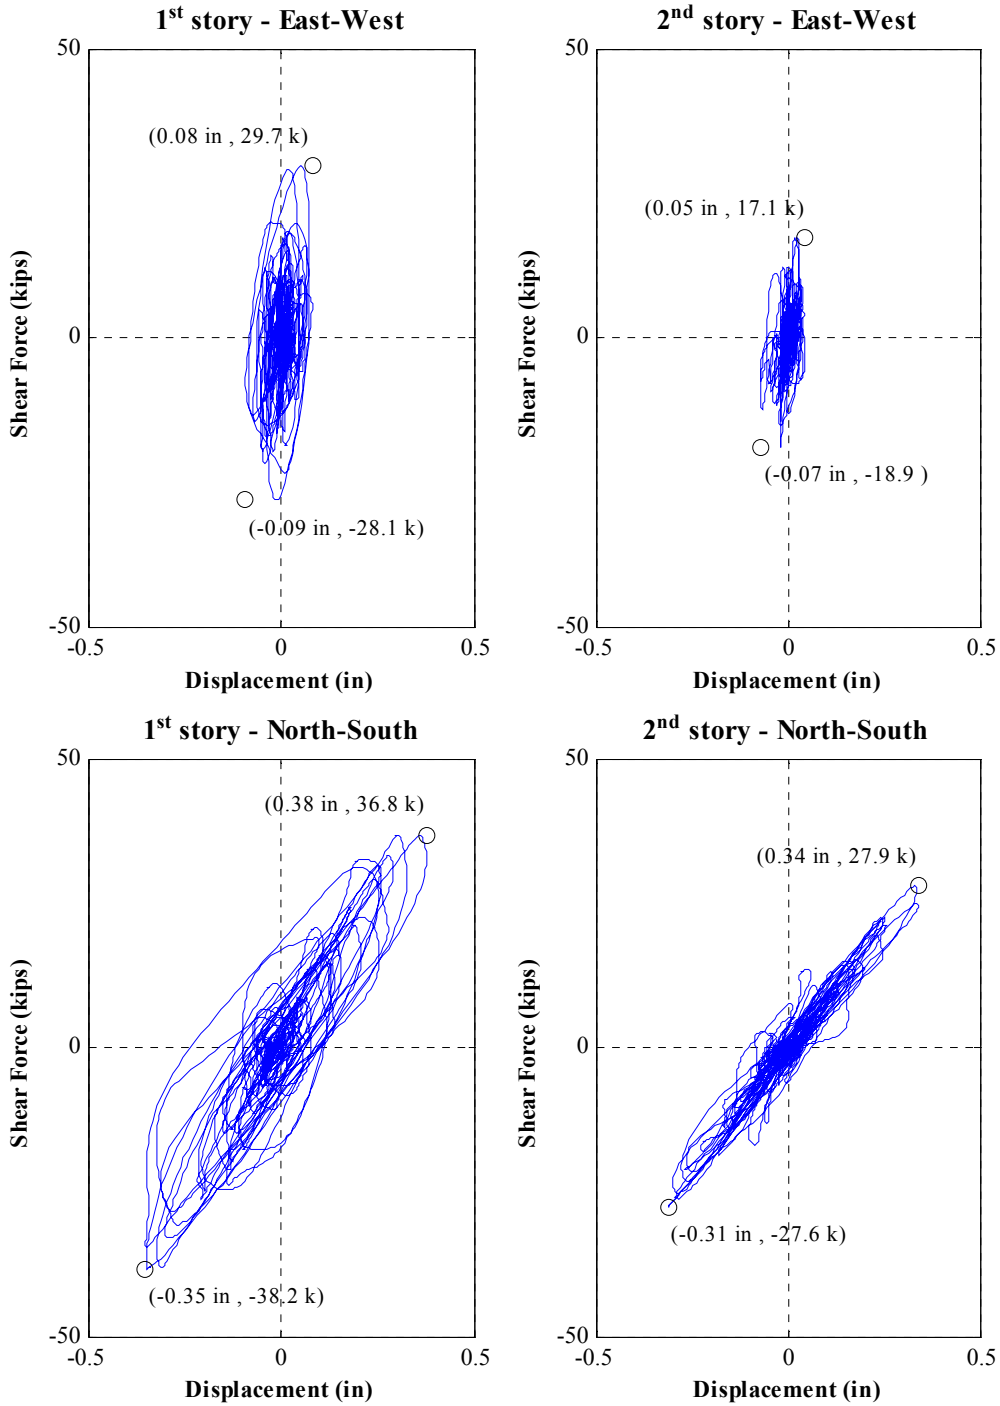 1st story - East-West
50
(0.08 in , 29.7 k)
Shear Force (kips)
0
(-0.09 in , -28.1 k)
-50
-0.5
0
0.5
Displacement (in)
2nd story - East-West
50
(0.05 in , 17.1 k)
Shear Force (kips)
0
(-0.07 in , -18.9 )
-50
-0.5
0
0.5
Displacement (in)
1st story - North-South
50
(0.38 in , 36.8 k)
Shear Force (kips)
0
(-0.35 in , -38.2 k)
-50
-0.5
0
0.5
Displacement (in)
2nd story - North-South
50
(0.34 in , 27.9 k)
Shear Force (kips)
0
(-0.31 in , -27.6 k)
-50
-0.5
0
0.5
Displacement (in)